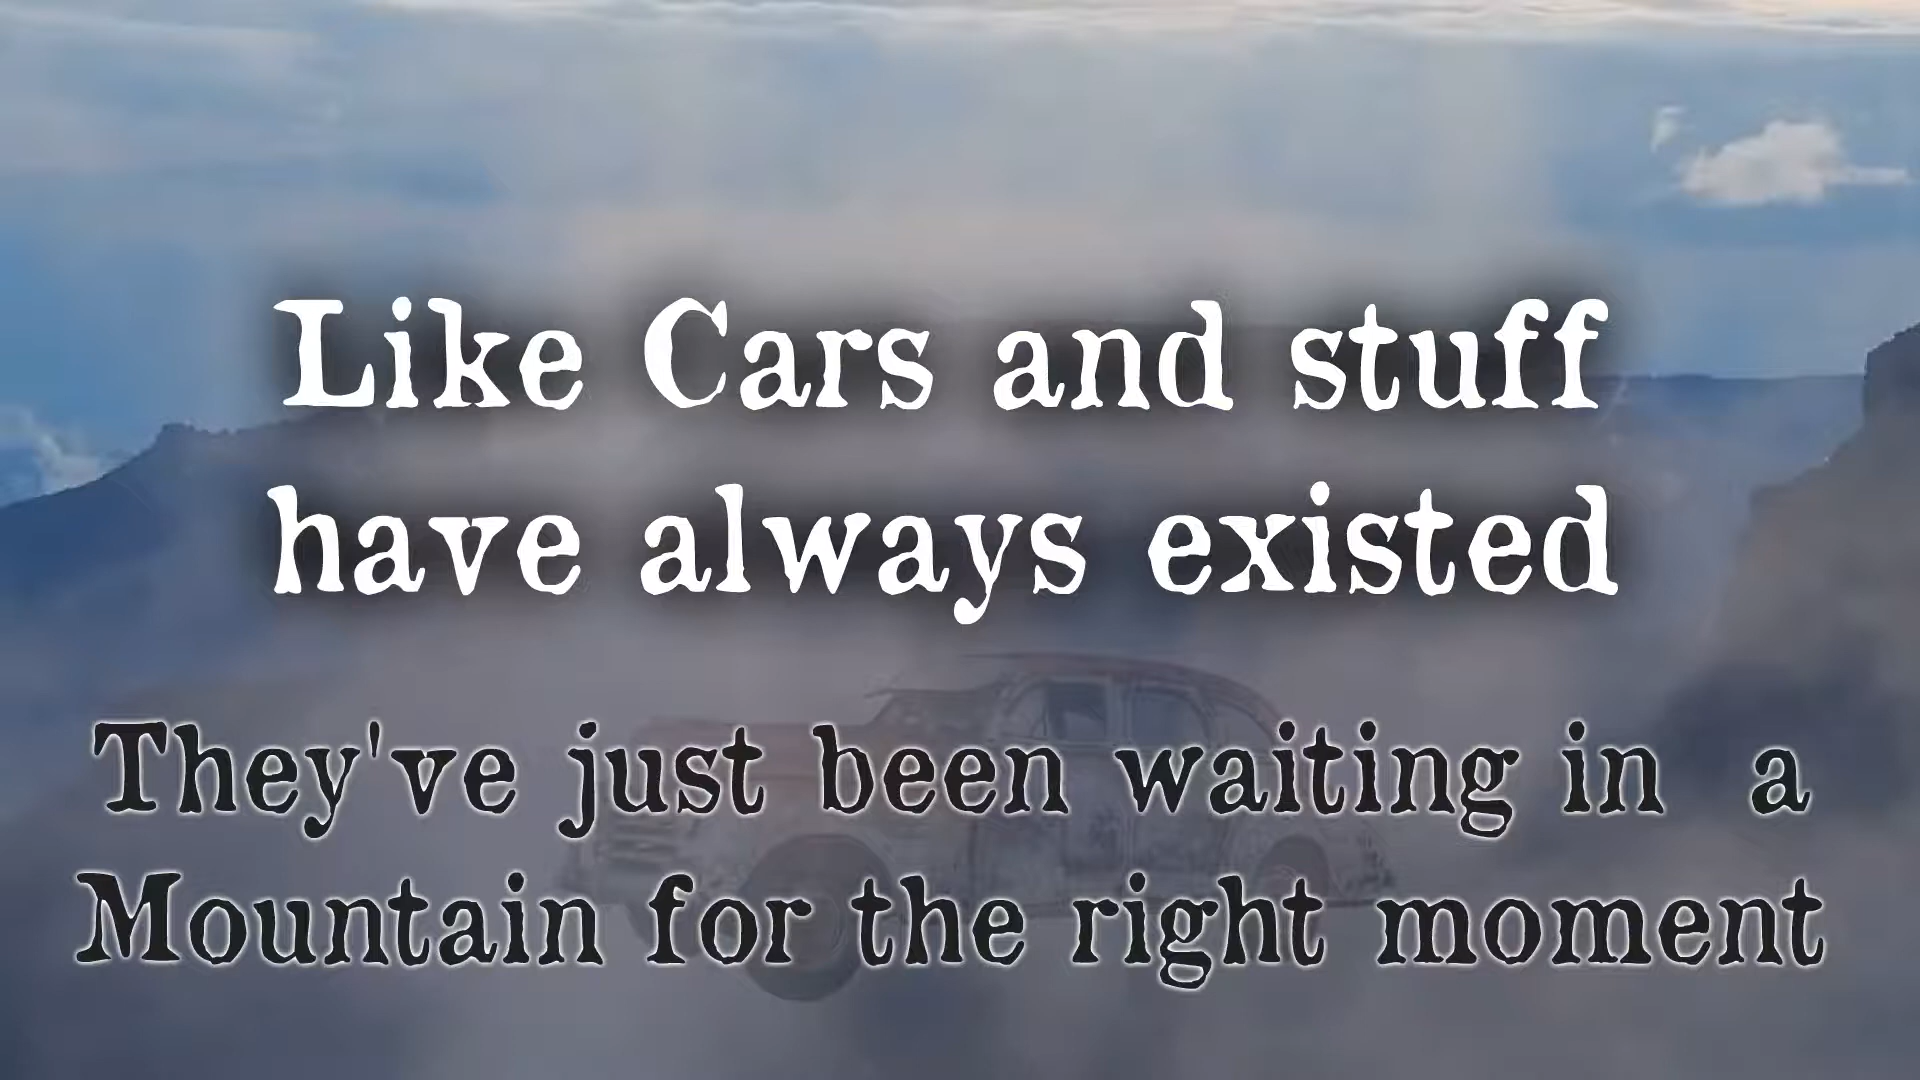 Like Cars and stuff
have always existed
They've just been waiting in a
Mountain for the right moment